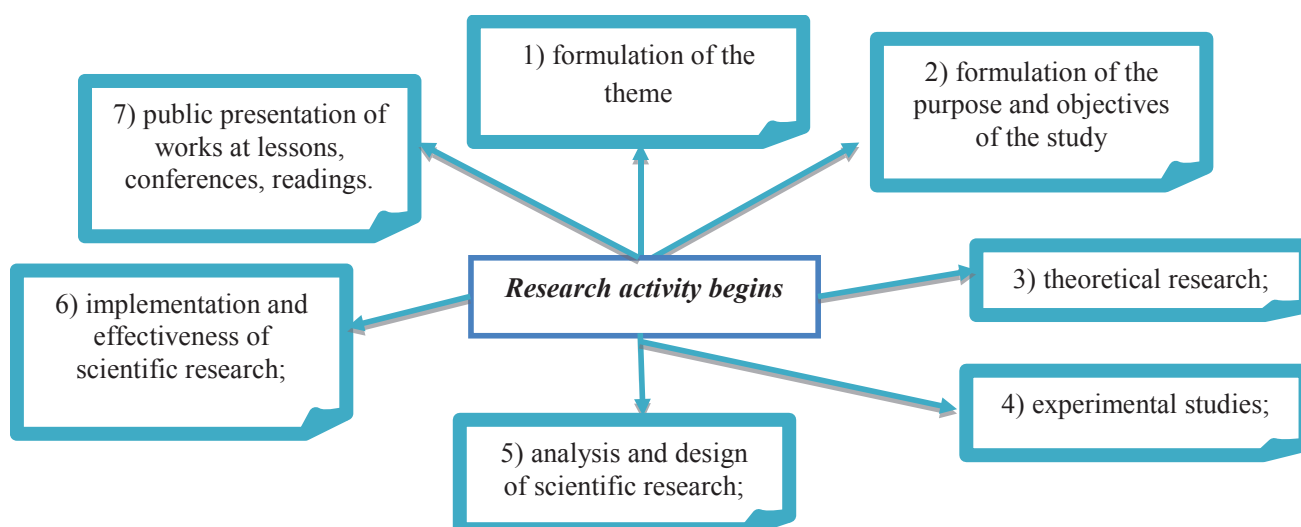 1) formulation of the
theme
2) formulation of the
purpose and objectives
of the study
7) public presentation of
works at lessons,
conferences, readings.
Research activity begins
3) theoretical research;
6) implementation and
effectiveness of
scientific research;
4) experimental studies;
5) analysis and design
of scientific research;